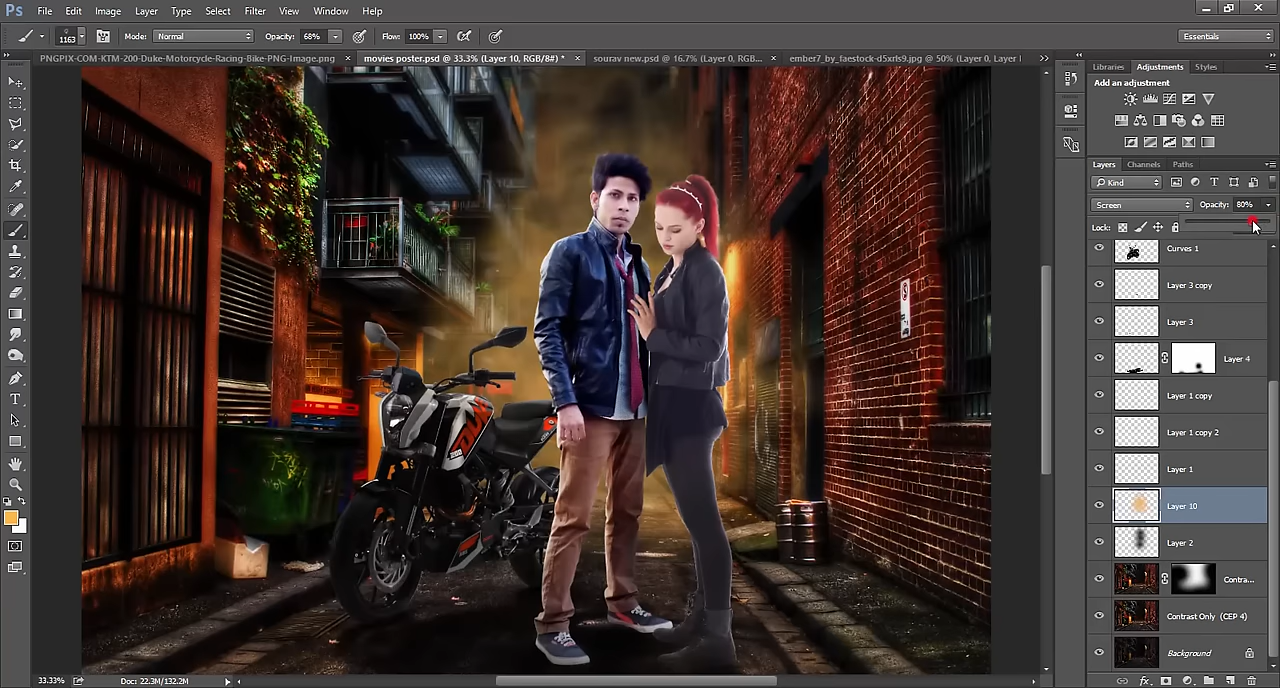 Ps File Edit Image Layer Type Select Filter View Window Help
1163 Mode: Normal Opacity: 68% Flow: 100% Essentials
PNGPIX-COM-KTM-200-Duke-Motorcycle-Racing-Bike-PNG-Image.png × movies poster.psd @ 33.3% (Layer 10, RGB/8#) * × sourav new.psd @ 16.7% (Layer 0, RGB... × ember7_by_faestock-d5xrls9.jpg @ 50% (Layer 0, Layer
Libraries Adjustments Styles
Add an adjustment
Layers Channels Paths
Kind
Screen Opacity: 80%
Lock:
Curves 1
Layer 3 copy
Layer 3
Layer 4
Layer 1 copy
Layer 1 copy 2
Layer 1
Layer 10
Layer 2
Contra...
Contrast Only (CEP 4)
Background
200
33.33% Doc: 22.3M/132.2M